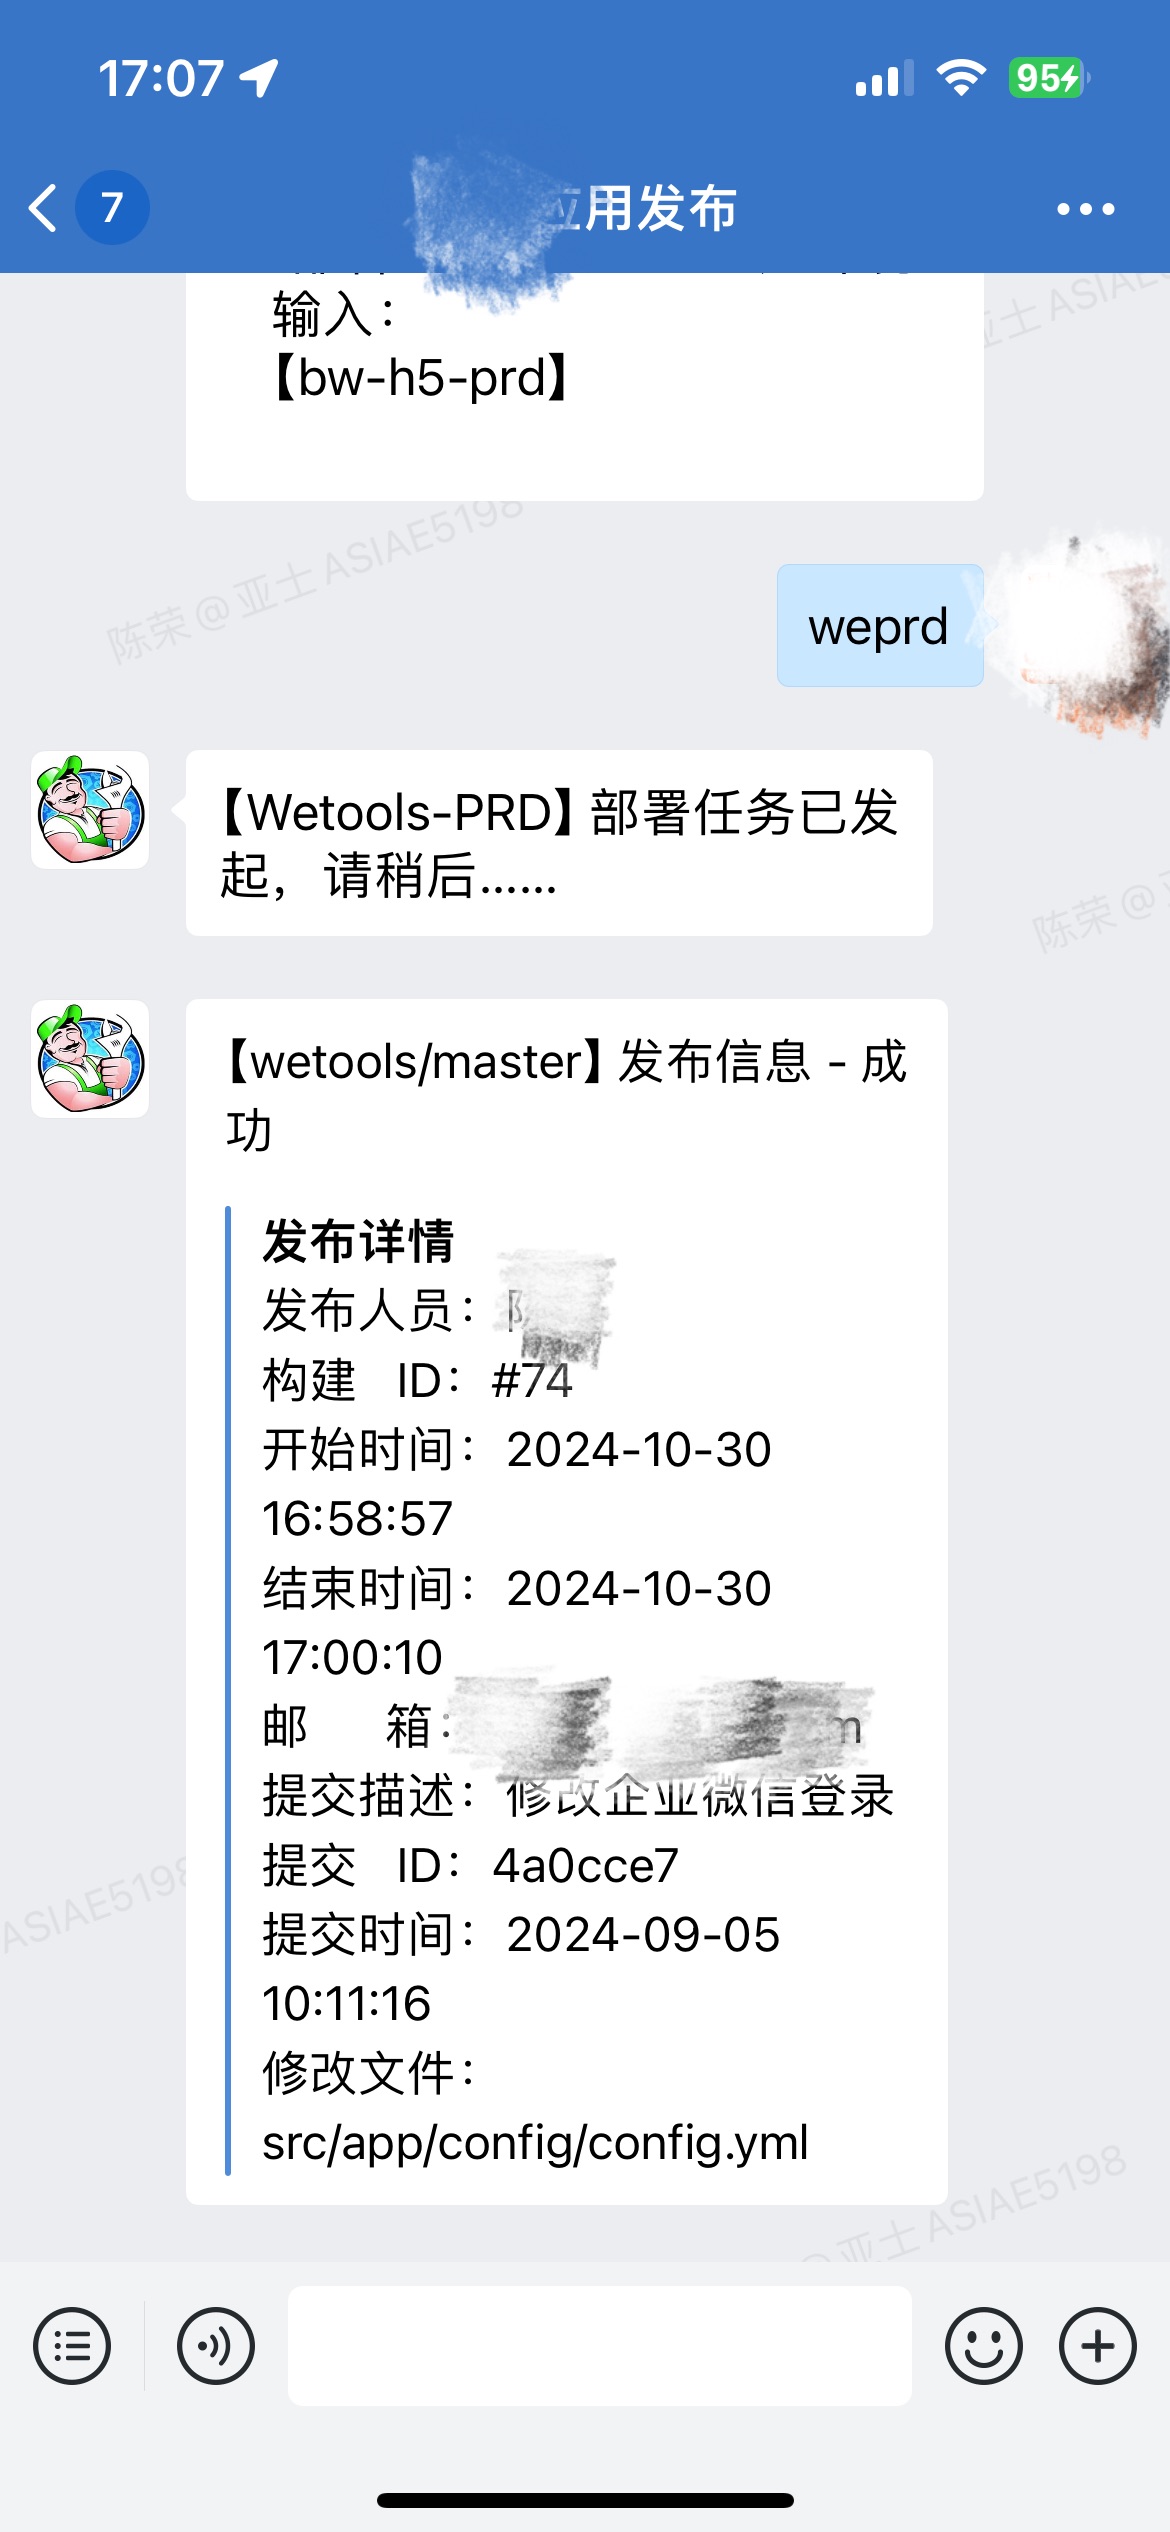 17:07
95
7
用发布
亚士 ASIAE5
输入：
【bw-h5-prd】
陈荣@亚士 ASIAE5198
weprd
【Wetools-PRD】部署任务已发
起，请稍后……
陈荣@
【wetools/master】发布信息 - 成
功
发布详情
发布人员：
构建 ID：#74
开始时间：2024-10-30
16:58:57
结束时间：2024-10-30
17:00:10
邮 箱： m
提交描述：修改企业微信登录
ASIAE5198
提交 ID：4a0cce7
提交时间：2024-09-05
10:11:16
修改文件：
src/app/config/config.yml
@亚士 ASIAE5198